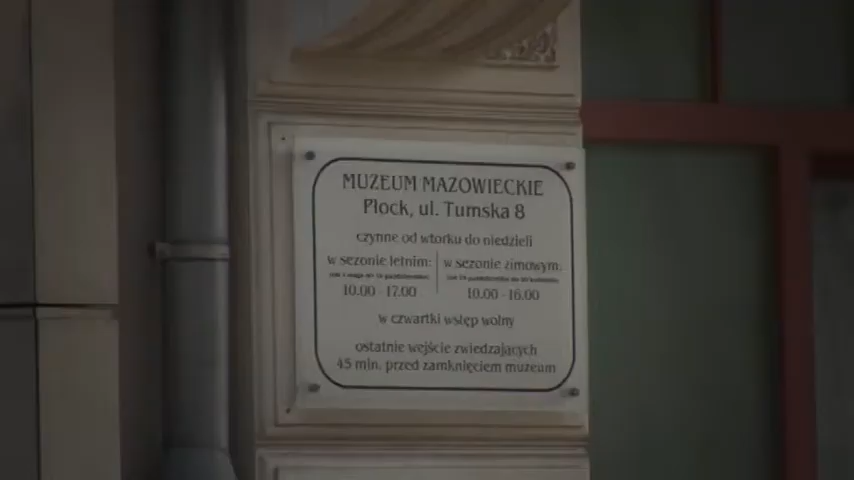 MUZEUM MAZOWIECKIE
Płock, ul. Tumska 8
czynne od wtorku do niedzieli
w sezonie letnim:
10.00 - 17.00
w sezonie zimowym:
10.00 - 16.00
w czwartki wstęp wolny
ostatnie wejście zwiedzających
45 min. przed zamknięciem muzeum